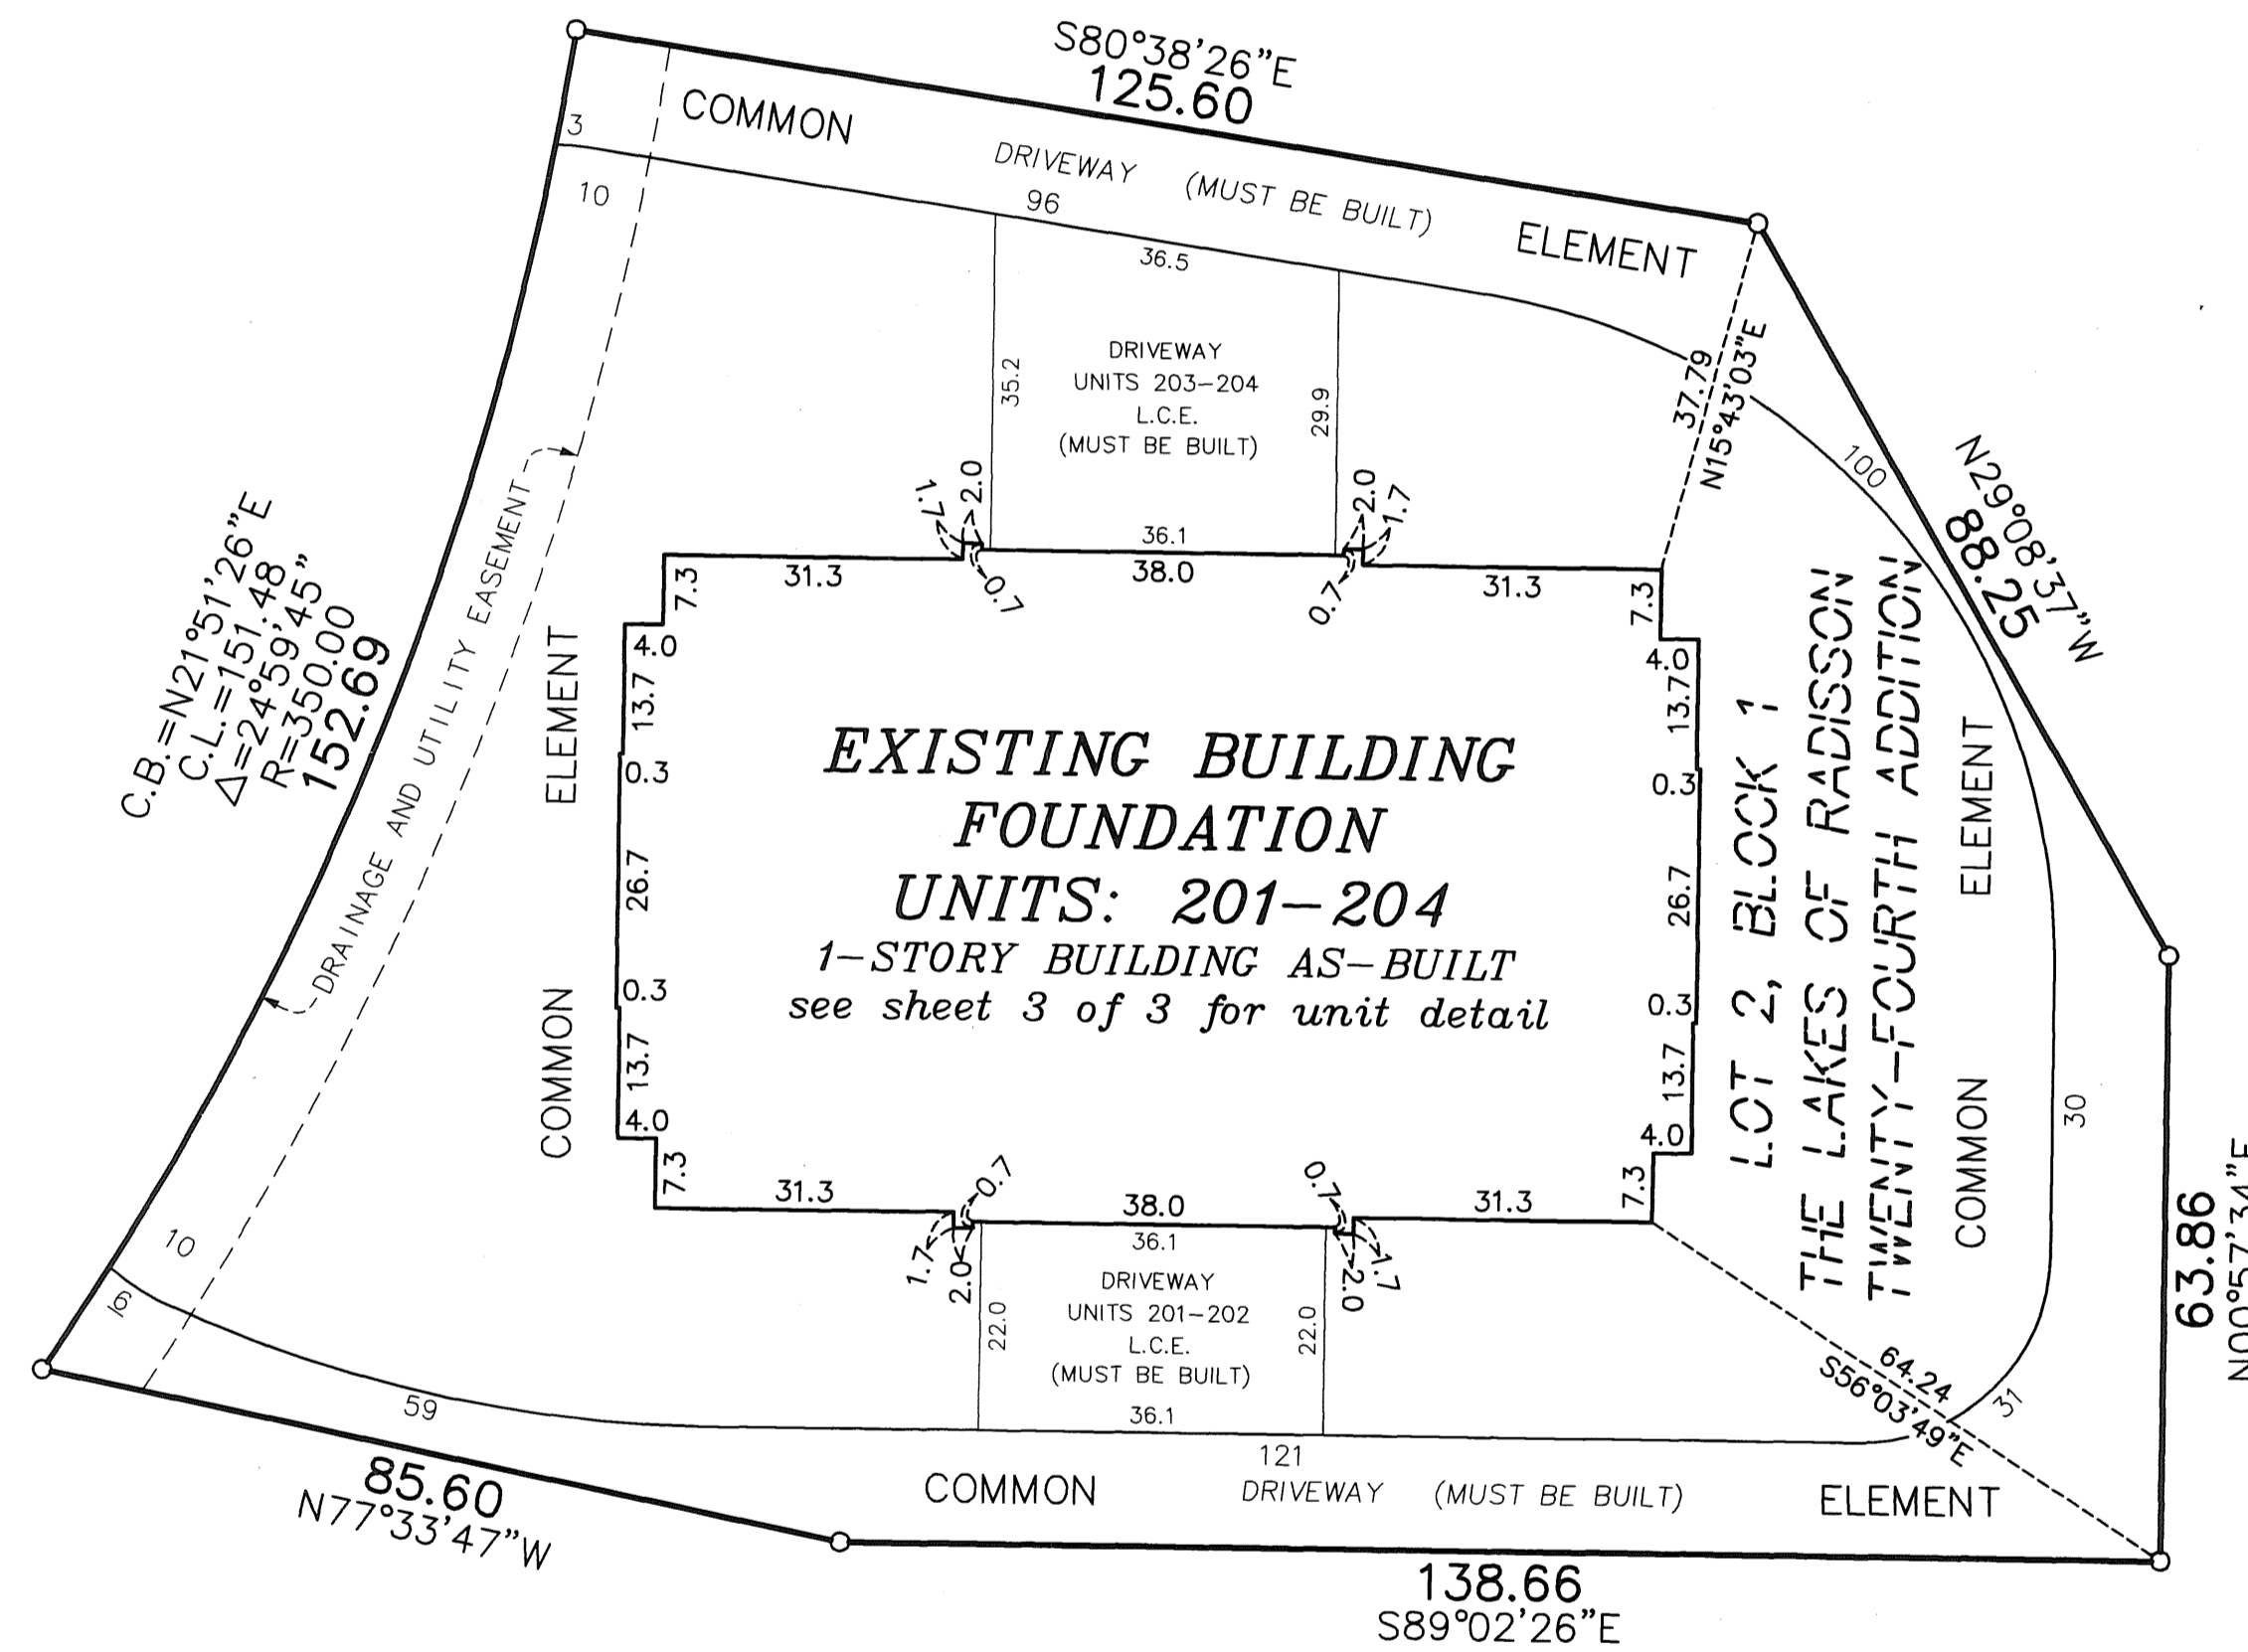 S80°38'26"E
125.60
COMMON
DRIVEWAY (MUST BE BUILT)
ELEMENT
3
10
96
36.5
DRIVEWAY
UNITS 203-204
L.C.E.
(MUST BE BUILT)
35.2
29.9
36.1
37.79
N15°43'03"E
100
N29°08'37"W
88.25
1.7
2.0
0.7
2.0
1.7
0.7
31.3
38.0
31.3
7.3
7.3
4.0
4.0
13.7
13.7
0.3
0.3
26.7
26.7
0.3
0.3
13.7
13.7
4.0
4.0
7.3
7.3
C.B.=N21°51'26"E
C.L.=151.48
Δ=24°59'45"
R=350.00
152.69
DRAINAGE AND UTILITY EASEMENT
COMMON ELEMENT
EXISTING BUILDING
FOUNDATION
UNITS: 201-204
1-STORY BUILDING AS-BUILT
see sheet 3 of 3 for unit detail
LOT 2, BLOCK 1
THE LAKES OF RADISSON
TWENTY-FOURTH ADDITION
COMMON ELEMENT
30
63.86
N00°57'34"E
31.3
38.0
31.3
0.7
0.7
1.7
2.0
2.0
1.7
36.1
DRIVEWAY
UNITS 201-202
L.C.E.
(MUST BE BUILT)
22.0
22.0
36.1
64.24
S56°03'49"E
31
10
6
59
121
COMMON
DRIVEWAY (MUST BE BUILT)
ELEMENT
85.60
N77°33'47"W
138.66
S89°02'26"E